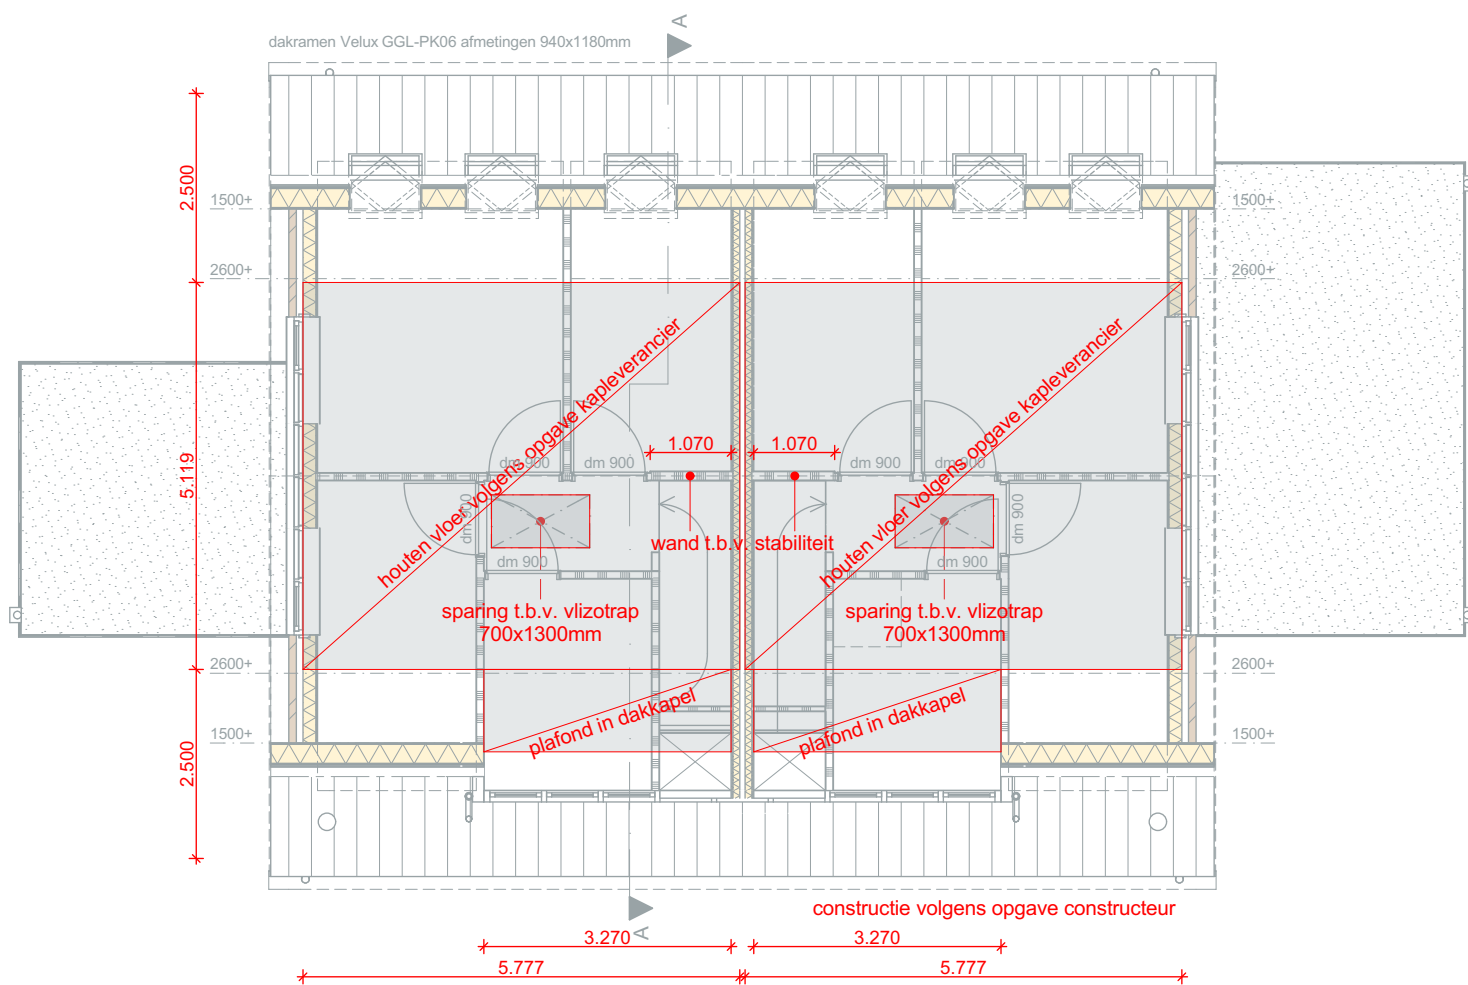 A
dakramen Velux GGL-PK06 afmetingen 940x1180mm
2.500
1500+
1500+
2600+
2600+
houten vloer volgens opgave kapleverancier
houten vloer volgens opgave kapleverancier
1.070
1.070
5.119
dm 900
dm 900
dm 900
dm 900
dm 900
dm 900
wand t.b.v. stabiliteit
dm 900
dm 900
sparing t.b.v. vlizotrap
700x1300mm
sparing t.b.v. vlizotrap
700x1300mm
2600+
2600+
plafond in dakkapel
plafond in dakkapel
1500+
1500+
2.500
constructie volgens opgave constructeur
A
3.270
3.270
5.777
5.777